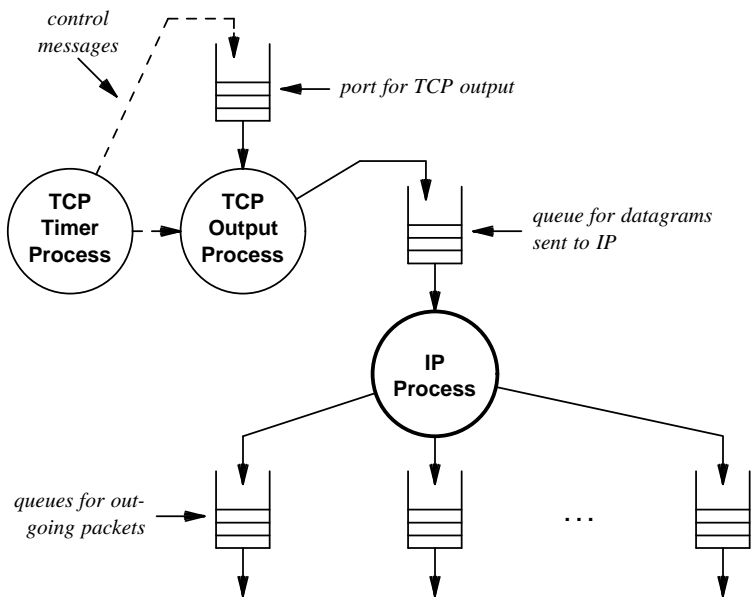 control
messages
port for TCP output
TCP
Timer
Process
TCP
Output
Process
queue for datagrams
sent to IP
IP
Process
queues for out-
going packets
...